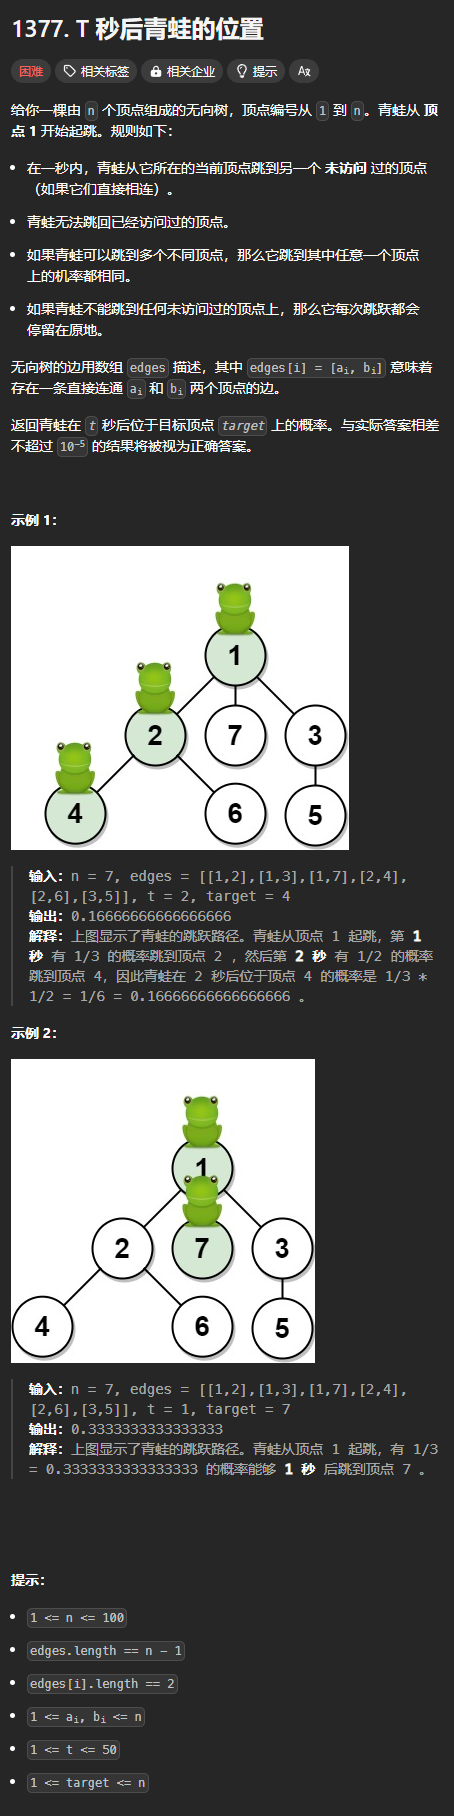 1377. T 秒后青蛙的位置
困难 相关标签 相关企业 提示
给你一棵由 n 个顶点组成的无向树，顶点编号从 1 到 n。青蛙从 顶
点 1 开始起跳。规则如下：
在一秒内，青蛙从它所在的当前顶点跳到另一个 未访问 过的顶点
（如果它们直接相连）。
青蛙无法跳回已经访问过的顶点。
如果青蛙可以跳到多个不同顶点，那么它跳到其中任意一个顶点
上的机率都相同。
如果青蛙不能跳到任何未访问过的顶点上，那么它每次跳跃都会
停留在原地。
无向树的边用数组 edges 描述，其中 edges[i] = [ai, bi] 意味着
存在一条直接连通 ai 和 bi 两个顶点的边。
返回青蛙在 t 秒后位于目标顶点 target 上的概率。与实际答案相差
不超过 10⁻⁵ 的结果将被视为正确答案。
示例 1：
1
2 7 3
4 6 5
输入：n = 7, edges = [[1,2],[1,3],[1,7],[2,4],
[2,6],[3,5]], t = 2, target = 4
输出：0.16666666666666666
解释：上图显示了青蛙的跳跃路径。青蛙从顶点 1 起跳，第 1
秒 有 1/3 的概率跳到顶点 2 ，然后第 2 秒 有 1/2 的概率
跳到顶点 4，因此青蛙在 2 秒后位于顶点 4 的概率是 1/3 *
1/2 = 1/6 = 0.16666666666666666 。
示例 2：
1
2 7 3
4 6 5
输入：n = 7, edges = [[1,2],[1,3],[1,7],[2,4],
[2,6],[3,5]], t = 1, target = 7
输出：0.3333333333333333
解释：上图显示了青蛙的跳跃路径。青蛙从顶点 1 起跳，有 1/3
= 0.3333333333333333 的概率能够 1 秒 后跳到顶点 7 。
提示：
1 <= n <= 100
edges.length == n - 1
edges[i].length == 2
1 <= ai, bi <= n
1 <= t <= 50
1 <= target <= n